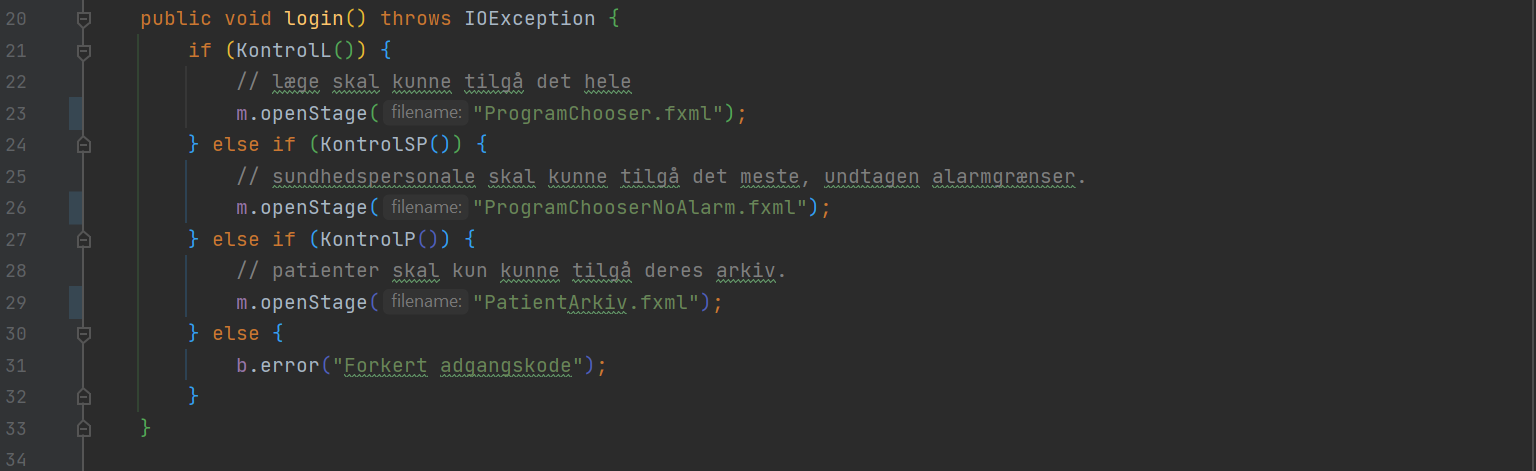 20 public void login() throws IOException {
21 if (KontrolL()) {
22 // læge skal kunne tilgå det hele
23 m.openStage( filename: "ProgramChooser.fxml");
24 } else if (KontrolSP()) {
25 // sundhedspersonale skal kunne tilgå det meste, undtagen alarmgrænser.
26 m.openStage( filename: "ProgramChooserNoAlarm.fxml");
27 } else if (KontrolP()) {
28 // patienter skal kun kunne tilgå deres arkiv.
29 m.openStage( filename: "PatientArkiv.fxml");
30 } else {
31 b.error("Forkert adgangskode");
32 }
33 }
34